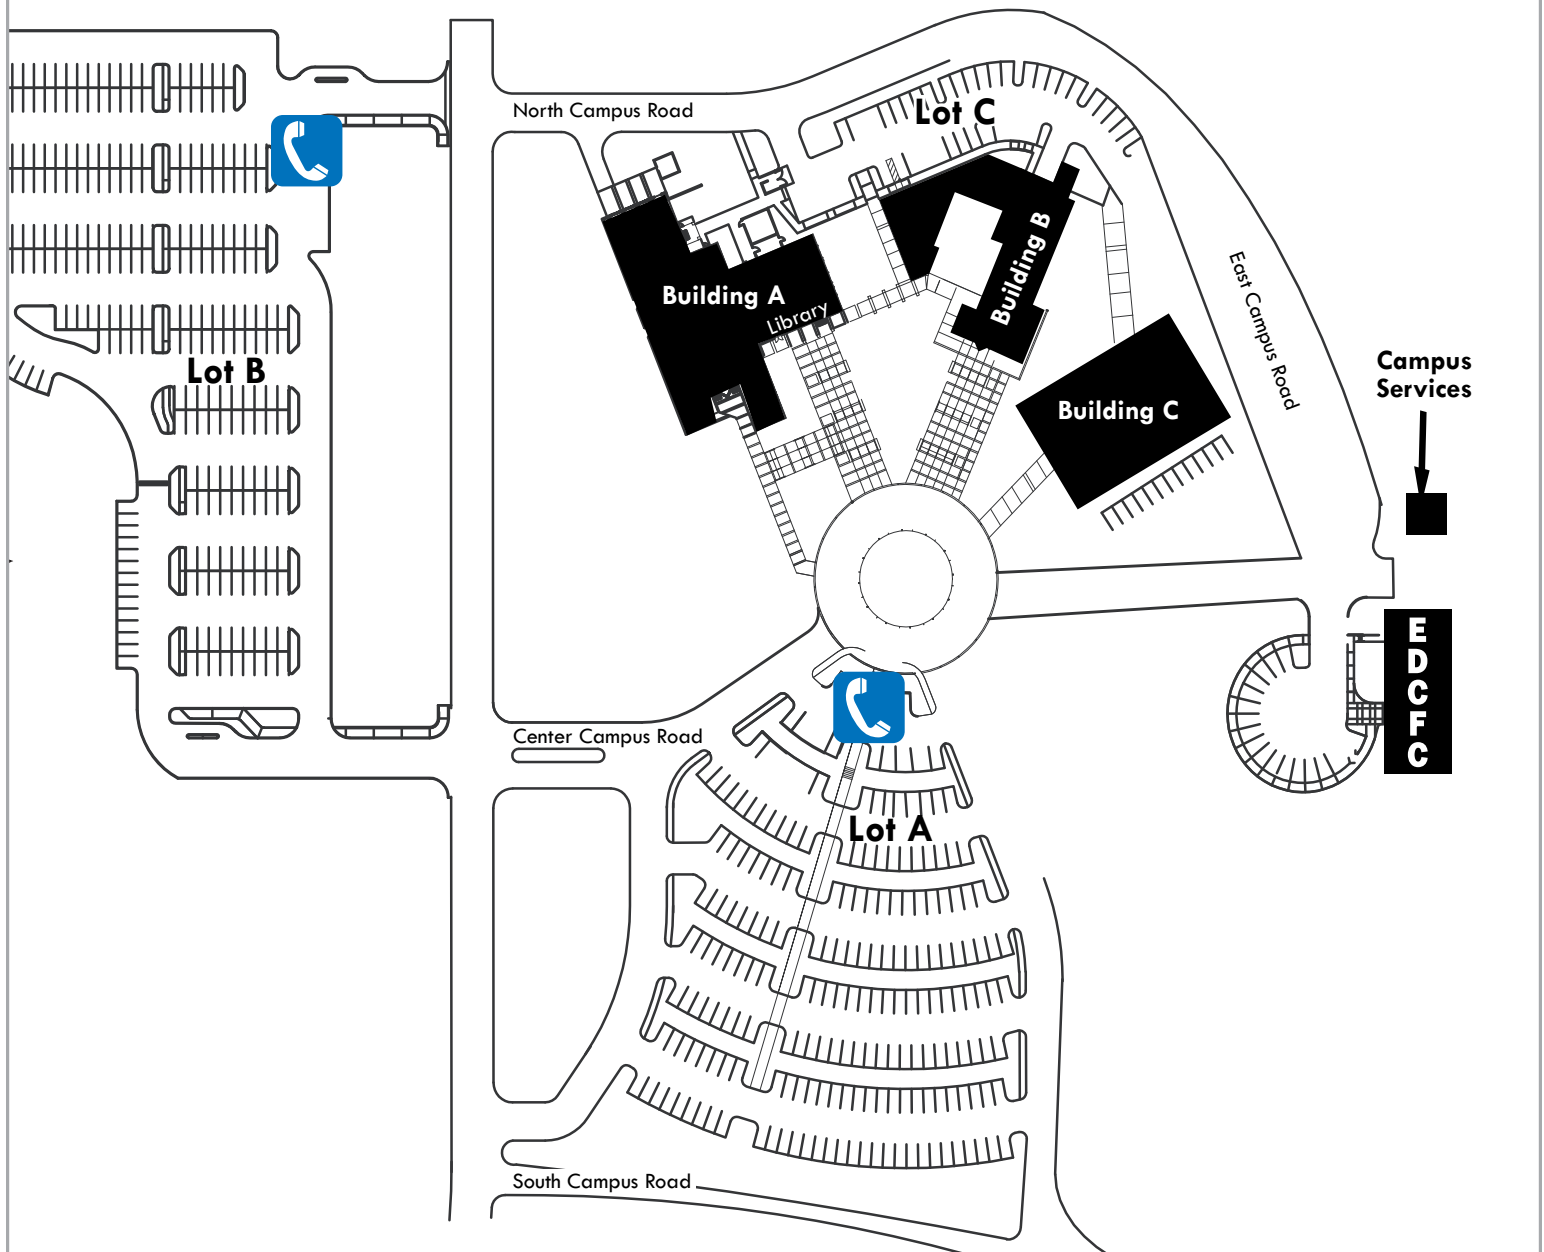 North Campus Road
Lot C
Building A
Library
Building B
East Campus Road
Lot B
Campus
Services
Building C
E
D
C
F
C
Center Campus Road
Lot A
South Campus Road